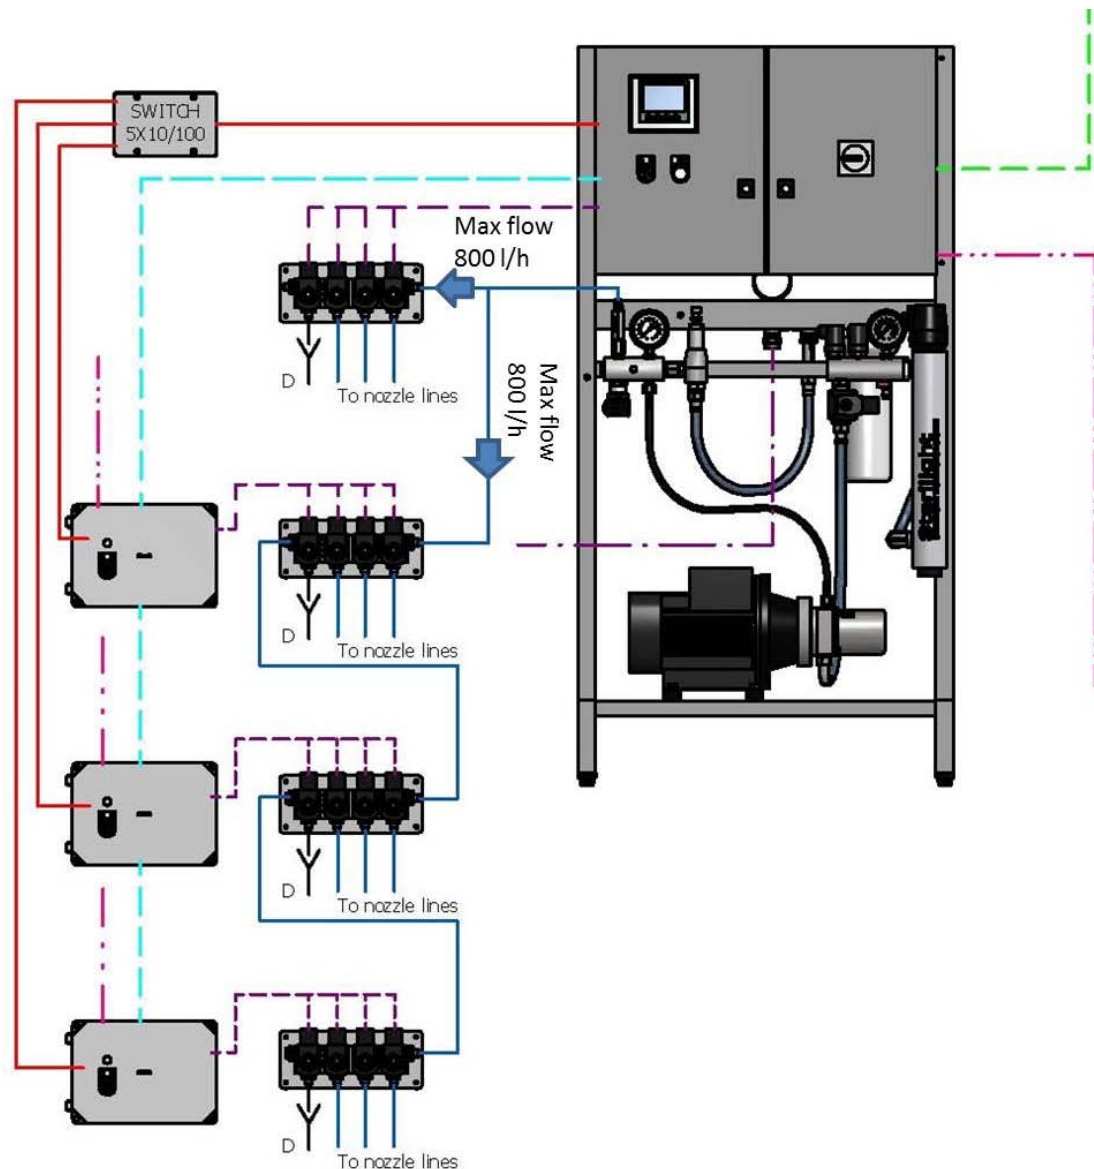 SWITCH
5X10/100
Max flow
800 l/h
Max flow
800 l/h
D
To nozzle lines
D
To nozzle lines
D
To nozzle lines
D
To nozzle lines